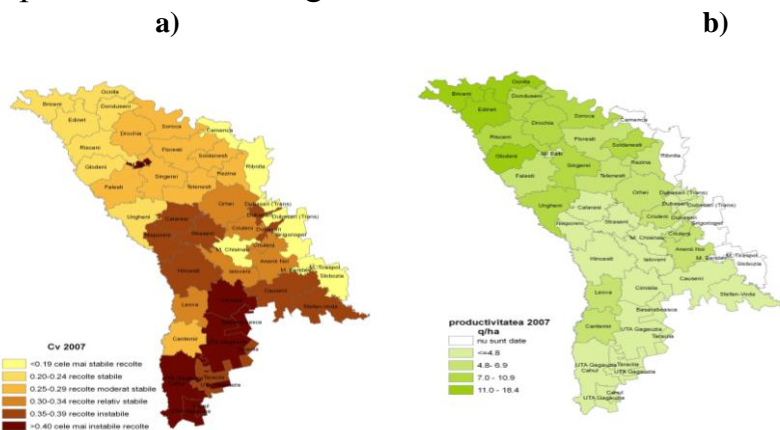 a)
b)
Ocnita
Briceni
Donduseni
Edinet
Soroca
Drochia
Camenca
Riscani
Floresti
Soldanesti
Ribnita
Glodeni
Rezina
Falesti
Singerei
Telenesti
Orhei
Ungheni
Calarasi
Dubasari (Trans)
Straseni
Criuleni
Nisporeni
M. Chisinau
Anenii Noi
Hincesti
Ialoveni
M. Tiraspol
Slobozia
Causeni
Stefan-Voda
Leova
Cantemir
Cv 2007
<0.19 cele mai stabile recolte
0.20-0.24 recolte stabile
0.25-0.29 recolte moderat stabile
0.30-0.34 recolte relativ stabile
0.35-0.39 recolte instabile
>0.40 cele mai instabile recolte
Ocnita
Briceni
Donduseni
Edinet
Soroca
Drochia
Camenca
Riscani
Floresti
Soldanesti
Ribnita
Glodeni
Rezina
Singerei
Falesti
Telenesti
Orhei
Ungheni
Calarasi
Dubasari (Trans)
Straseni
Criuleni
Nisporeni
M. Chisinau
Anenii Noi
Hincesti
Ialoveni
M. Tiraspol
Slobozia
Causeni
Stefan-Voda
Cimislia
Leova
Basarabeasca
Cantemir
UTA Gagauzia
Taraclia
UTA Gagauzia
Cahul
Taraclia
Cahul
UTA Gagauzia
productivitatea 2007
q/ha
nu sunt date
<=4.8
4.8- 6.9
7.0 - 10.9
11.0 - 18.4